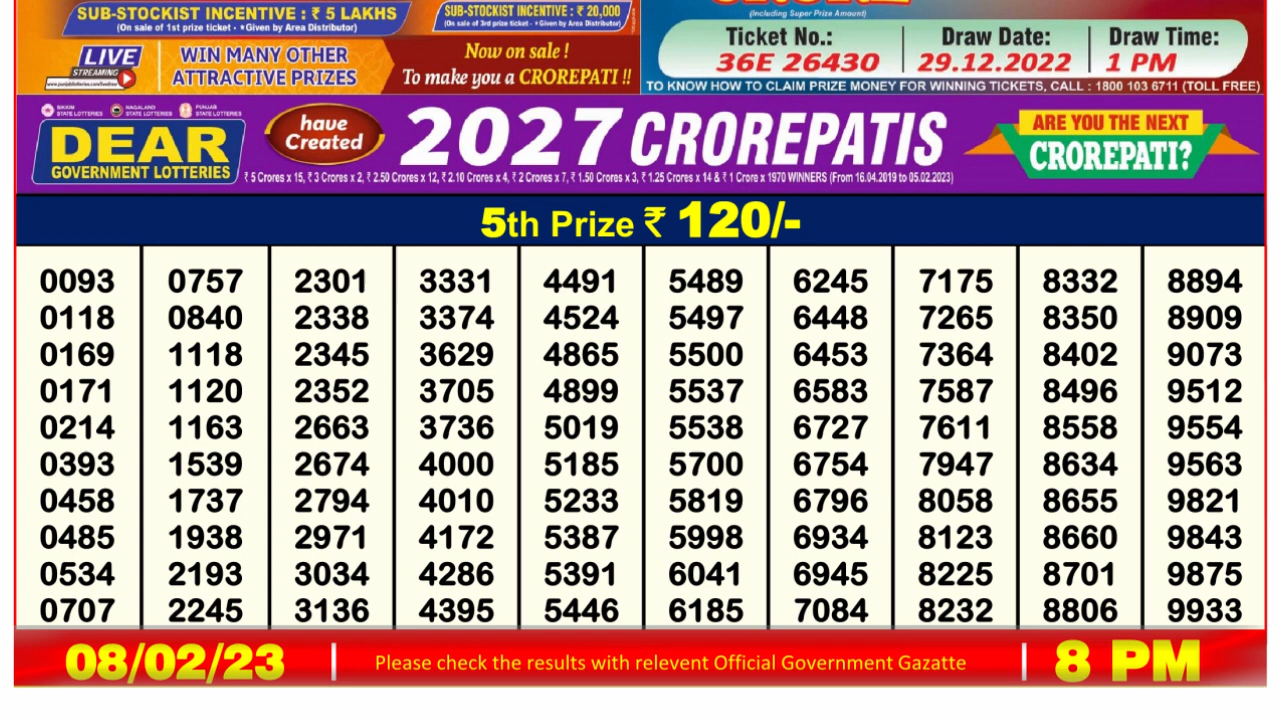 SUB-STOCKIST INCENTIVE : ₹ 5 LAKHS
(On sale of 1st prize ticket - *Given by Area Distributor)
SUB-STOCKIST INCENTIVE : ₹ 20,000
(On sale of 3rd prize ticket - *Given by Area Distributor)
LIVE
STREAMING
WIN MANY OTHER
ATTRACTIVE PRIZES
Now on sale !
To make you a CROREPATI !!
(Including Super Prize Amount)
Ticket No.: Draw Date: Draw Time:
36E 26430 29.12.2022 1 PM
TO KNOW HOW TO CLAIM PRIZE MONEY FOR WINNING TICKETS, CALL : 1800 103 6711 (TOLL FREE)
SIKKIM STATE LOTTERIES
NAGALAND STATE LOTTERIES
PUNJAB STATE LOTTERIES
DEAR
GOVERNMENT LOTTERIES
have
Created
2027 CROREPATIS
₹ 5 Crores x 15, ₹ 3 Crores x 2, ₹ 2.50 Crores x 12, ₹ 2.10 Crores x 4, ₹ 2 Crores x 7, ₹ 1.50 Crores x 3, ₹ 1.25 Crores x 14 & ₹ 1 Crore x 1970 WINNERS (From 16.04.2019 to 05.02.2023)
ARE YOU THE NEXT
CROREPATI?
5th Prize ₹ 120/-
0093 0757 2301 3331 4491 5489 6245 7175 8332 8894
0118 0840 2338 3374 4524 5497 6448 7265 8350 8909
0169 1118 2345 3629 4865 5500 6453 7364 8402 9073
0171 1120 2352 3705 4899 5537 6583 7587 8496 9512
0214 1163 2663 3736 5019 5538 6727 7611 8558 9554
0393 1539 2674 4000 5185 5700 6754 7947 8634 9563
0458 1737 2794 4010 5233 5819 6796 8058 8655 9821
0485 1938 2971 4172 5387 5998 6934 8123 8660 9843
0534 2193 3034 4286 5391 6041 6945 8225 8701 9875
0707 2245 3136 4395 5446 6185 7084 8232 8806 9933
08/02/23 Please check the results with relevent Official Government Gazatte 8 PM